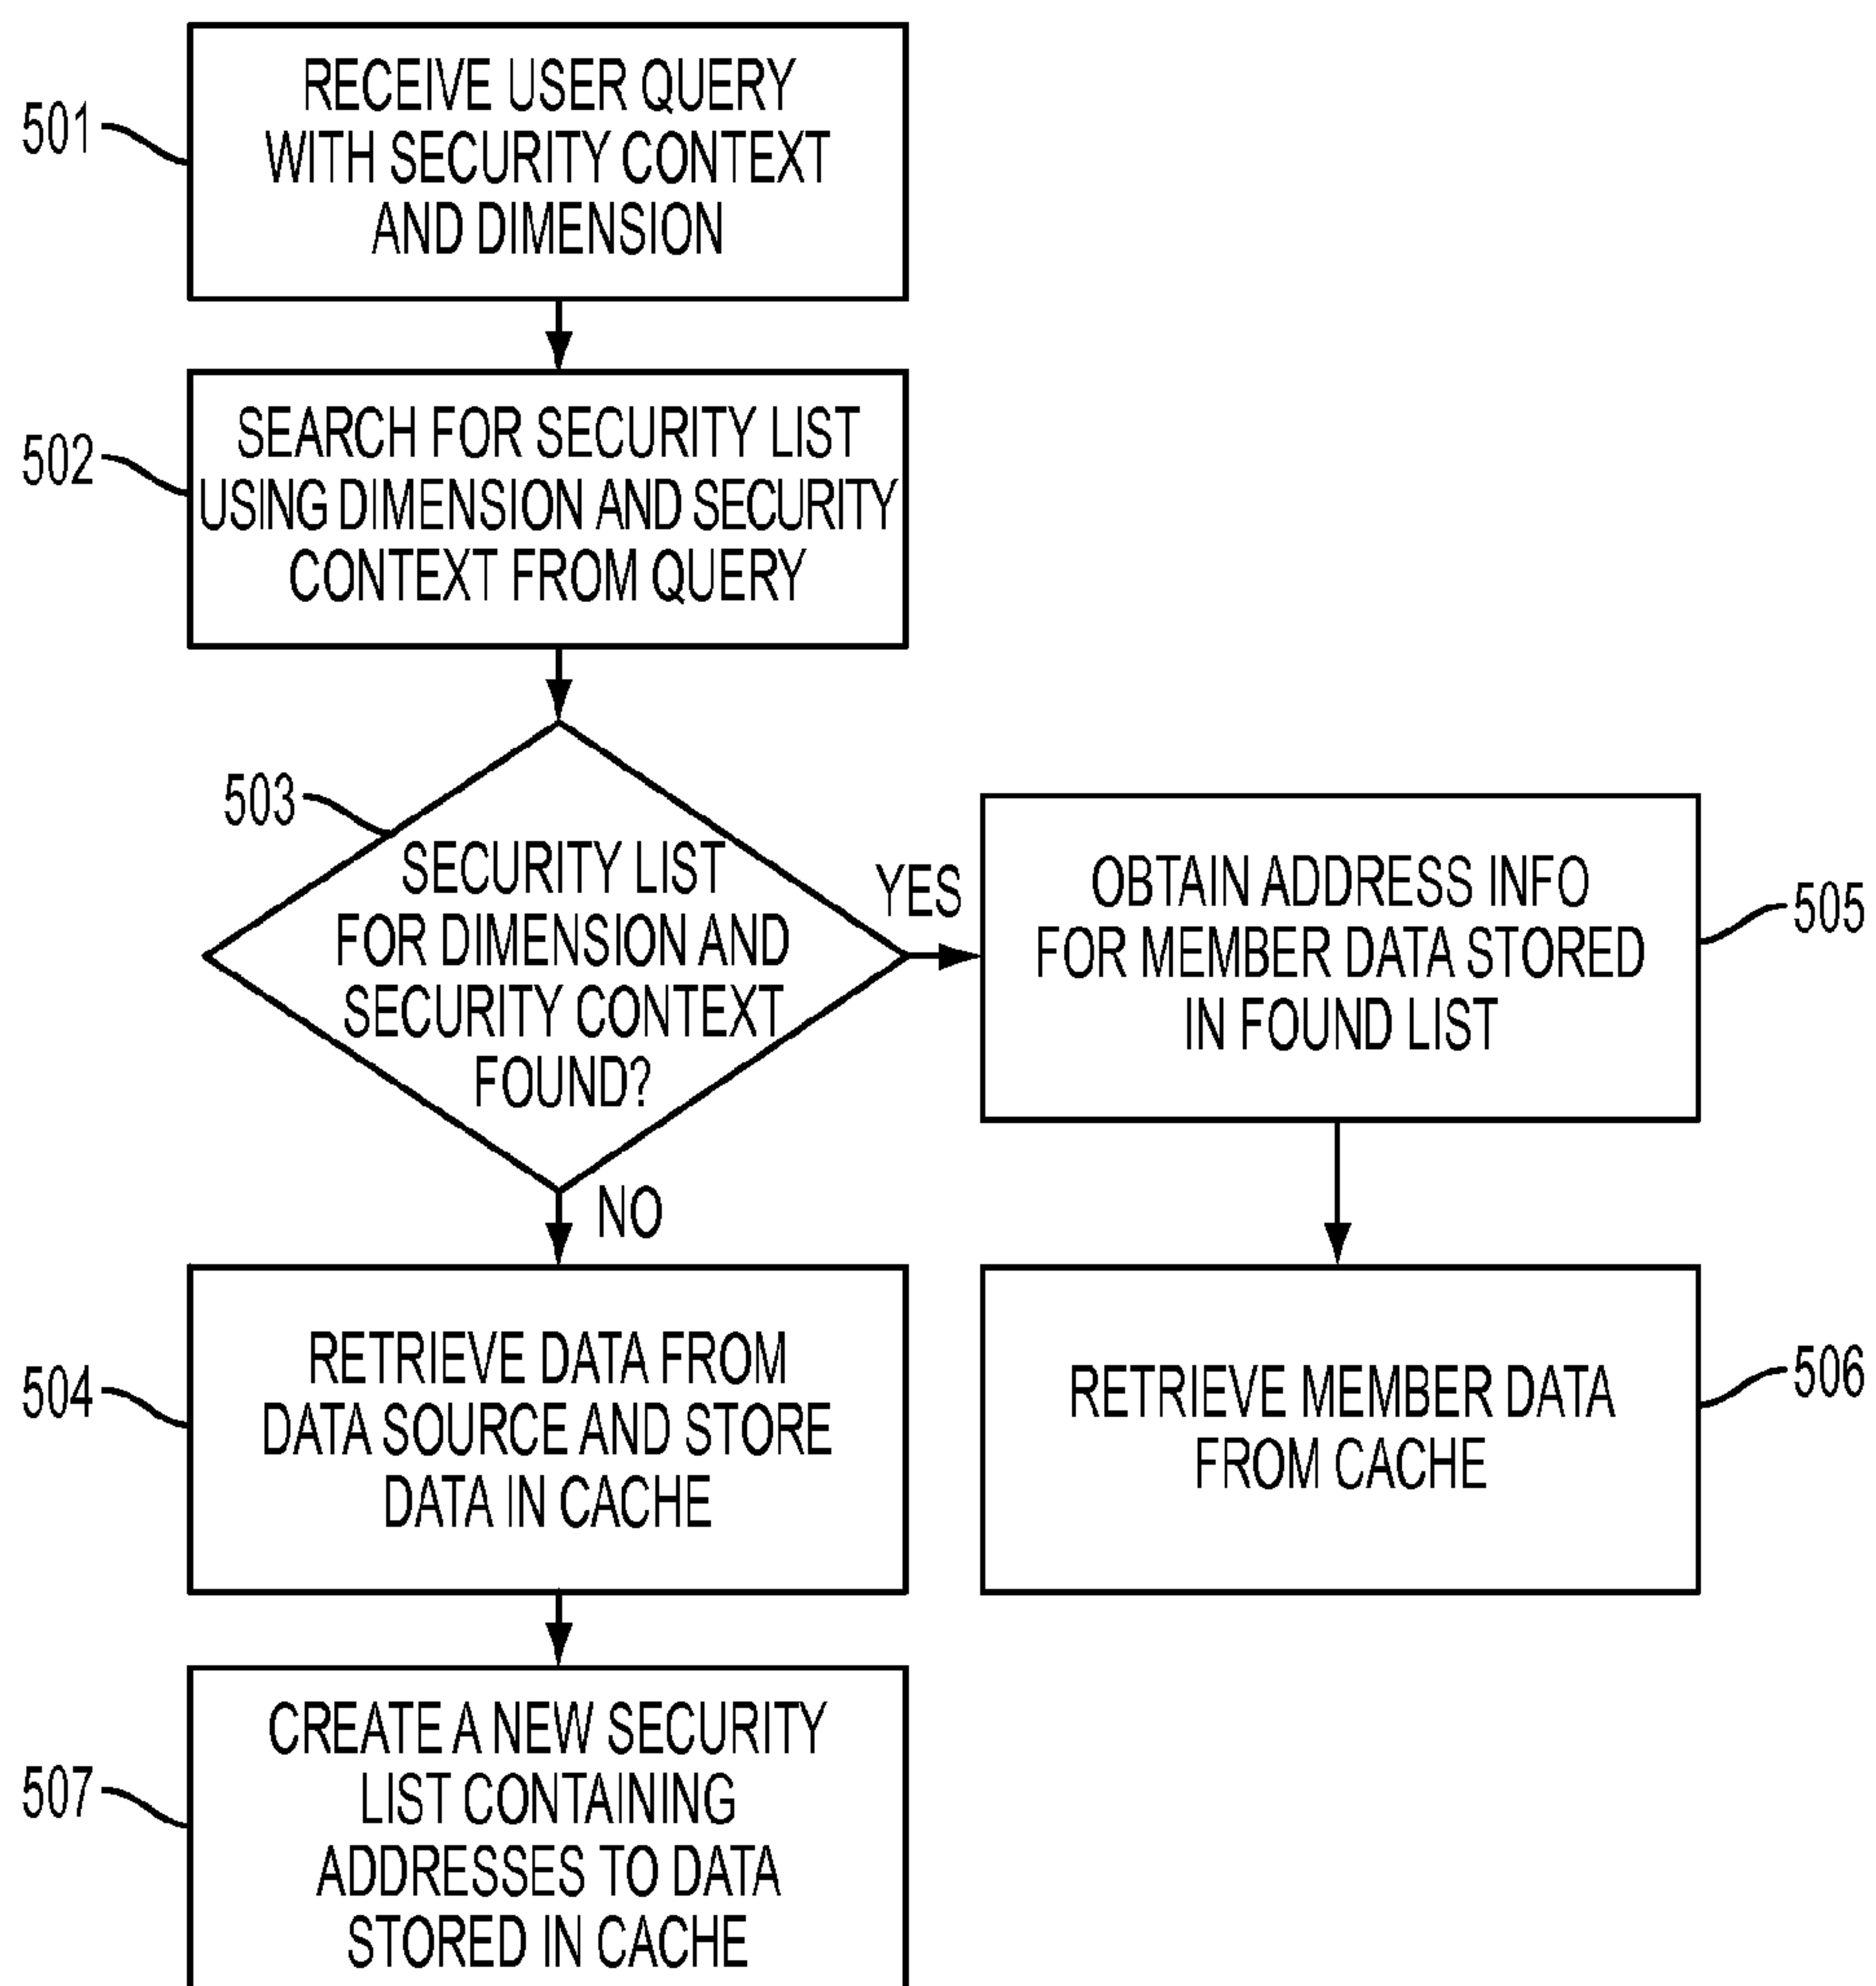 501
RECEIVE USER QUERY
WITH SECURITY CONTEXT
AND DIMENSION
502
SEARCH FOR SECURITY LIST
USING DIMENSION AND SECURITY
CONTEXT FROM QUERY
503
SECURITY LIST
FOR DIMENSION AND
SECURITY CONTEXT
FOUND?
YES
OBTAIN ADDRESS INFO
FOR MEMBER DATA STORED
IN FOUND LIST
505
NO
504
RETRIEVE DATA FROM
DATA SOURCE AND STORE
DATA IN CACHE
RETRIEVE MEMBER DATA
FROM CACHE
506
507
CREATE A NEW SECURITY
LIST CONTAINING
ADDRESSES TO DATA
STORED IN CACHE